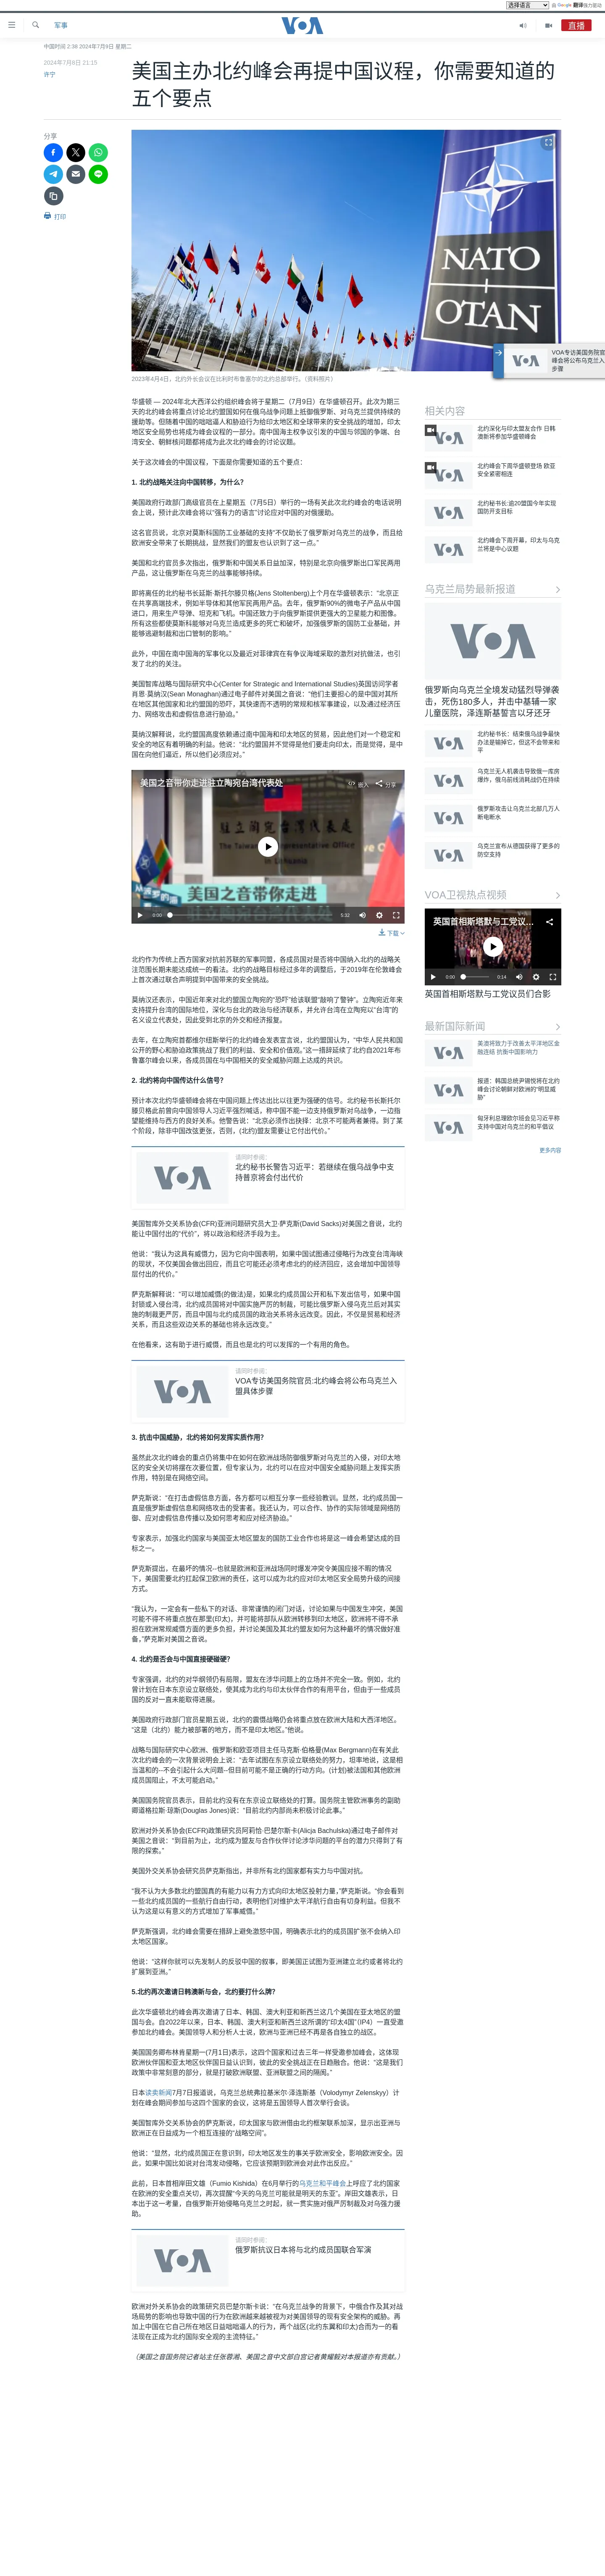 选择语言 由 Google 翻译强力驱动
军事
VOA
直播
中国时间 2:38 2024年7月9日 星期二
2024年7月8日 21:15
许宁
美国主办北约峰会再提中国议程，你需要知道的
五个要点
分享
打印
NATO
OTAN
2023年4月4日，北约外长会议在比利时布鲁塞尔的北约总部举行。（资料照片）
VOA专访美国务院官
峰会将公布乌克兰入
步骤
华盛顿 — 2024年北大西洋公约组织峰会将于星期二（7月9日）在华盛顿召开。此次为期三
天的北约峰会将重点讨论北约盟国如何在俄乌战争问题上抵御俄罗斯、对乌克兰提供持续的
援助等。但随着中国的咄咄逼人和胁迫行为给印太地区和全球带来的安全挑战的增加，印太
地区安全局势也将成为峰会议程的一部分。南中国海主权争议引发的中国与邻国的争端、台
湾安全、朝鲜核问题都将成为此次北约峰会的讨论议题。
关于这次峰会的中国议程，下面是你需要知道的五个要点:
1. 北约战略关注向中国转移，为什么?
美国政府行政部门高级官员在上星期五（7月5日）举行的一场有关此次北约峰会的电话说明
会上说，预计此次峰会将以“强有力的语言”讨论应对中国的对俄援助。
这名官员说，北京对莫斯科国防工业基础的支持“不仅助长了俄罗斯对乌克兰的战争，而且给
欧洲安全带来了长期挑战，显然我们的盟友也认识到了这一点。”
美国和北约官员多次指出，俄罗斯和中国关系日益加深，特别是北京向俄罗斯出口军民两用
产品，这让俄罗斯在乌克兰的战事能够持续。
即将离任的北约秘书长延斯·斯托尔滕贝格(Jens Stoltenberg)上个月在华盛顿表示：“北京正
在共享高端技术，例如半导体和其他军民两用产品。去年，俄罗斯90%的微电子产品从中国
进口，用来生产导弹、坦克和飞机。中国还致力于向俄罗斯提供更强大的卫星能力和图像。
所有这些都使莫斯科能够对乌克兰造成更多的死亡和破坏，加强俄罗斯的国防工业基础，并
能够逃避制裁和出口管制的影响。”
此外，中国在南中国海的军事化以及最近对菲律宾在有争议海域采取的激烈对抗做法，也引
发了北约的关注。
美国智库战略与国际研究中心(Center for Strategic and International Studies)英国访问学者
肖恩·莫纳汉(Sean Monaghan)通过电子邮件对美国之音说：“他们主要担心的是中国对其所
在地区其他国家和北约盟国的恐吓，其快速而不透明的常规和核军事建设，以及通过经济压
力、网络攻击和虚假信息进行胁迫。”
莫纳汉解释说，北约盟国高度依赖通过南中国海和印太地区的贸易，因此他们对一个稳定和
安全的地区有着明确的利益。他说：“北约盟国并不觉得是他们要走向印太，而是觉得，是中
国在向他们逼近，所以他们必须应对。”
美国之音带你走进驻立陶宛台湾代表处
嵌入 分享
美国之音带你走进
0:00 5:32
下载
北约作为传统上西方国家对抗前苏联的军事同盟，各成员国对是否将中国纳入北约的战略关
注范围长期未能达成统一的看法。北约的战略目标经过多年的调整后，于2019年在伦敦峰会
上首次通过联合声明提到中国带来的安全挑战。
莫纳汉还表示，中国近年来对北约盟国立陶宛的“恐吓”给该联盟“敲响了警钟”。立陶宛近年来
支持提升台湾的国际地位，深化与台北的政治与经济联系，并允许台湾在立陶宛以“台湾”的
名义设立代表处，因此受到北京的外交和经济报复。
去年，在立陶宛首都维尔纽斯举行的北约峰会发表宣言说，北约盟国认为，“中华人民共和国
公开的野心和胁迫政策挑战了我们的利益、安全和价值观。”这一措辞延续了北约自2021年布
鲁塞尔峰会以来，各成员国在与中国相关的安全威胁问题上达成的共识。
2. 北约将向中国传达什么信号?
预计本次北约华盛顿峰会将在中国问题上传达出比以往更为强硬的信号。北约秘书长斯托尔
滕贝格此前曾向中国领导人习近平强烈喊话，称中国不能一边支持俄罗斯对乌战争，一边指
望能维持与西方的良好关系。他警告说：“北京必须作出抉择：北京不可能两者兼得。到了某
个阶段，除非中国改弦更张，否则，(北约)盟友需要让它付出代价。”
请同时参阅:
北约秘书长警告习近平：若继续在俄乌战争中支
持普京将会付出代价
美国智库外交关系协会(CFR)亚洲问题研究员大卫·萨克斯(David Sacks)对美国之音说，北约
能让中国付出的“代价”，将以政治和经济手段为主。
他说：“我认为这具有威慑力，因为它向中国表明，如果中国试图通过侵略行为改变台湾海峡
的现状，不仅美国会做出回应，而且它可能还必须考虑北约的经济回应，这会增加中国领导
层付出的代价。”
萨克斯解释说：“可以增加威慑(的做法)是，如果北约成员国公开和私下发出信号，如果中国
封锁或入侵台湾，北约成员国将对中国实施严厉的制裁，可能比俄罗斯入侵乌克兰后对其实
施的制裁更严厉，而且中国与北约成员国的政治关系将永远改变。因此，不仅是贸易和经济
关系，而且这些双边关系的基础也将永远改变。”
在他看来，这有助于进行威慑，而且也是北约可以发挥的一个有用的角色。
请同时参阅:
VOA专访美国务院官员:北约峰会将公布乌克兰入
盟具体步骤
3. 抗击中国威胁，北约将如何发挥实质作用?
虽然此次北约峰会的重点仍将集中在如何在欧洲战场防御俄罗斯对乌克兰的入侵，对印太地
区的安全关切将摆在次要位置，但专家认为，北约可以在应对中国安全威胁问题上发挥实质
作用，特别是在网络空间。
萨克斯说：“在打击虚假信息方面，各方都可以相互分享一些经验教训。显然，北约成员国一
直是俄罗斯虚假信息和网络攻击的受害者。我还认为，可以合作、协作的实际领域是网络防
御、应对虚假信息传播以及如何思考和应对经济胁迫。”
专家表示，加强北约国家与美国亚太地区盟友的国防工业合作也将是这一峰会希望达成的目
标之一。
萨克斯提出，在最坏的情况--也就是欧洲和亚洲战场同时爆发冲突令美国应接不暇的情况
下，美国需要北约扛起保卫欧洲的责任，这可以成为北约应对印太地区安全局势升级的间接
方式。
“我认为，一定会有一些私下的对话、非常谨慎的闭门对话，讨论如果与中国发生冲突，美国
可能不得不将重点放在那里(印太)，并可能将部队从欧洲转移到印太地区，欧洲将不得不承
担在欧洲常规威慑方面的更多负担，并讨论美国及其北约盟友如何为这种最坏的情况做好准
备，”萨克斯对美国之音说。
4. 北约是否会与中国直接硬碰硬?
专家强调，北约的对华纲领仍有局限，盟友在涉华问题上的立场并不完全一致。例如，北约
曾计划在日本东京设立联络处，使其成为北约与印太伙伴合作的有用平台，但由于一些成员
国的反对一直未能取得进展。
美国政府行政部门官员星期五说，北约的震慑战略仍会将重点放在欧洲大陆和大西洋地区。
“这是（北约）能力被部署的地方，而不是印太地区。”他说。
战略与国际研究中心欧洲、俄罗斯和欧亚项目主任马克斯·伯格曼(Max Bergmann)在有关此
次北约峰会的一次背景说明会上说：“去年试图在东京设立联络处的努力，坦率地说，这是相
当温和的--不会引起什么大问题--但目前可能不是正确的行动方向。(计划)被法国和其他欧洲
成员国阻止，不太可能启动。”
美国国务院官员表示，目前北约没有在东京设立联络处的打算。国务院主管欧洲事务的副助
卿道格拉斯·琼斯(Douglas Jones)说：“目前北约内部尚未积极讨论此事。”
欧洲对外关系协会(ECFR)政策研究员阿莉恰·巴楚尔斯卡(Alicja Bachulska)通过电子邮件对
美国之音说：“到目前为止，北约成为盟友与合作伙伴讨论涉华问题的平台的潜力只得到了有
限的探索。”
美国外交关系协会研究员萨克斯指出，并非所有北约国家都有实力与中国对抗。
“我不认为大多数北约盟国真的有能力以有力方式向印太地区投射力量，”萨克斯说。“你会看到
一些北约成员国的一些航行自由行动，表明他们对维护太平洋航行自由有切身利益。但我不
认为这是以有意义的方式增加了军事威慑。”
萨克斯强调，北约峰会需要在措辞上避免激怒中国，明确表示北约的成员国扩张不会纳入印
太地区国家。
他说：“这样你就可以先发制人的反驳中国的叙事，即美国正试图为亚洲建立北约或者将北约
扩展到亚洲。”
5.北约再次邀请日韩澳新与会，北约要打什么牌?
此次华盛顿北约峰会再次邀请了日本、韩国、澳大利亚和新西兰这几个美国在亚太地区的盟
国与会。自2022年以来，日本、韩国、澳大利亚和新西兰这所谓的“印太4国”（IP4）一直受邀
参加北约峰会。美国领导人和分析人士说，欧洲与亚洲已经不再是各自独立的战区。
美国国务卿布林肯星期一(7月1日)表示，这四个国家和过去三年一样受邀参加峰会，这体现
欧洲伙伴国和亚太地区伙伴国日益认识到，彼此的安全挑战正在日趋融合。他说：“这是我们
政策中非常刻意的部分，就是打破欧洲联盟、亚洲联盟之间的隔阂。”
日本读卖新闻7月7日报道说，乌克兰总统弗拉基米尔·泽连斯基（Volodymyr Zelenskyy）计
划在峰会期间参加与这四个国家的会议，这将是五国领导人首次举行会谈。
美国智库外交关系协会的萨克斯说，印太国家与欧洲借由北约框架联系加深，显示出亚洲与
欧洲正在日益成为一个相互连接的“战略空间”。
他说：“显然，北约成员国正在意识到，印太地区发生的事关乎欧洲安全，影响欧洲安全。因
此，如果中国比如说对台湾发动侵略，它应该预期到欧洲会对此作出反应。”
此前，日本首相岸田文雄（Fumio Kishida）在6月举行的乌克兰和平峰会上呼应了北约国家
在欧洲的安全重点关切，再次提醒“今天的乌克兰可能就是明天的东亚”。岸田文雄表示，日
本出于这一考量，自俄罗斯开始侵略乌克兰之时起，就一贯实施对俄严厉制裁及对乌强力援
助。
请同时参阅:
俄罗斯抗议日本将与北约成员国联合军演
欧洲对外关系协会的政策研究员巴楚尔斯卡说：“在乌克兰战争的背景下，中俄合作及其对战
场局势的影响也导致中国的行为在欧洲越来越被视为对美国领导的现有安全架构的威胁。再
加上中国在它自己所在地区日益咄咄逼人的行为，两个战区(北约东翼和印太)合而为一的看
法现在正成为北约国际安全观的主流特征。”
（美国之音国务院记者站主任张蓉湘、美国之音中文部白宫记者黄耀毅对本报道亦有贡献。）
相关内容
北约深化与印太盟友合作 日韩
澳新将参加华盛顿峰会
北约峰会下周华盛顿登场 欧亚
安全紧密相连
北约秘书长:逾20盟国今年实现
国防开支目标
北约峰会下周开幕，印太与乌克
兰将是中心议题
乌克兰局势最新报道
俄罗斯向乌克兰全境发动猛烈导弹袭
击，死伤180多人，并击中基辅一家
儿童医院，泽连斯基誓言以牙还牙
北约秘书长：结束俄乌战争最快
办法是输掉它，但这不会带来和
平
乌克兰无人机袭击导致俄一库房
爆炸，俄乌前线消耗战仍在持续
俄罗斯攻击让乌克兰北部几万人
断电断水
乌克兰宣布从德国获得了更多的
防空支持
VOA卫视热点视频
英国首相斯塔默与工党议...
0:00 0:14
英国首相斯塔默与工党议员们合影
最新国际新闻
美澳将致力于改善太平洋地区金
融连结 抗衡中国影响力
报道：韩国总统尹锡悦将在北约
峰会讨论朝鲜对欧洲的“明显威
胁”
匈牙利总理欧尔班会见习近平称
支持中国对乌克兰的和平倡议
更多内容